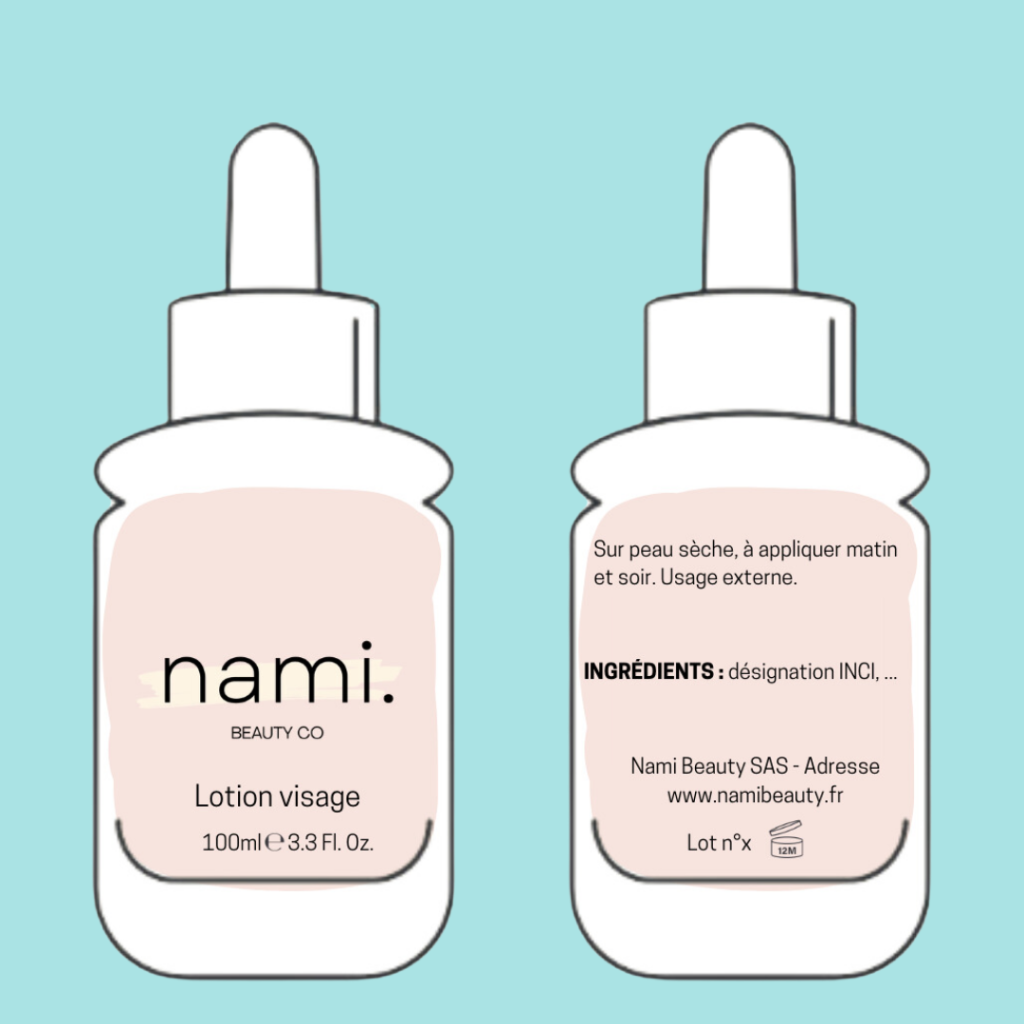 nami.
BEAUTY CO
Lotion visage
100ml ℮ 3.3 Fl. Oz.
Sur peau sèche, à appliquer matin
et soir. Usage externe.
INGRÉDIENTS : désignation INCI, ...
Nami Beauty SAS - Adresse
www.namibeauty.fr
Lot n°x
12M